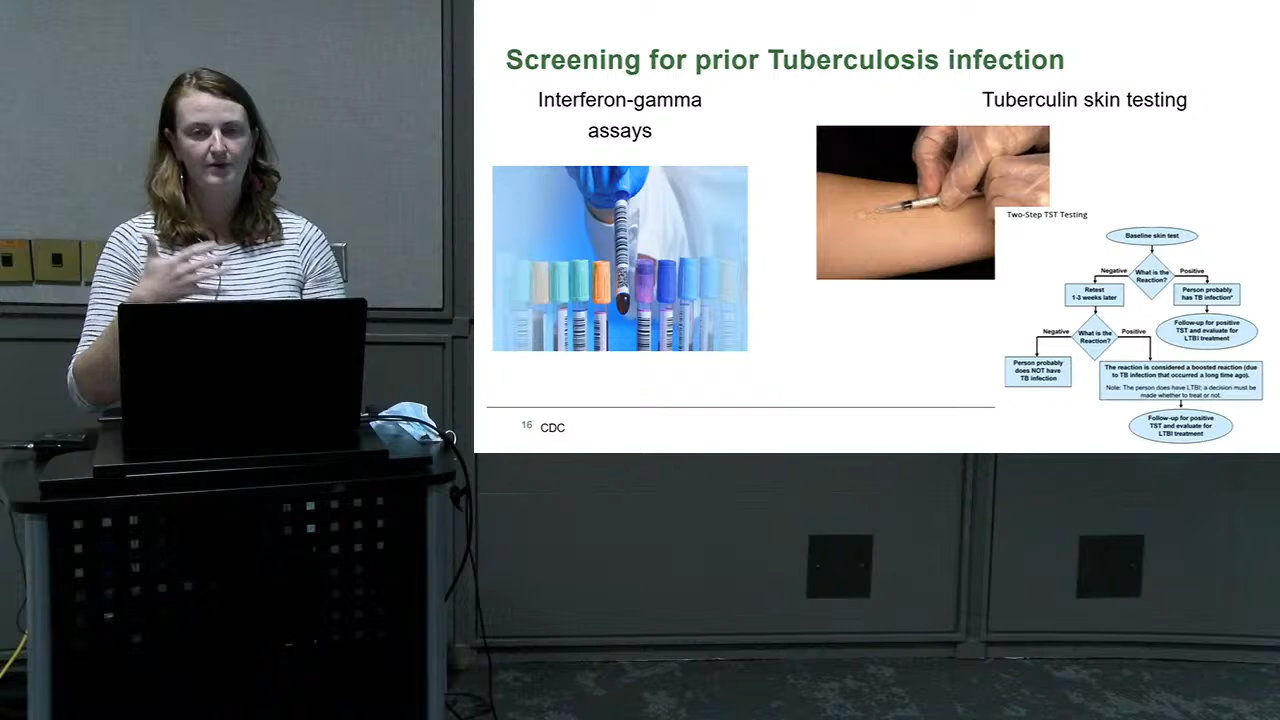 Screening for prior Tuberculosis infection
Interferon-gamma
assays
Tuberculin skin testing
Two-Step TST Testing
Baseline skin test
Negative
What is the
Reaction?
Positive
Retest
1-3 weeks later
Person probably
has TB infection*
Follow-up for positive
TST and evaluate for
LTBI treatment
Negative
What is the
Reaction?
Positive
Person probably
does NOT have
TB infection
The reaction is considered a boosted reaction (due
to TB infection that occurred a long time ago).
Note: The person does have LTBI; a decision must be
made whether to treat or not.
Follow-up for positive
TST and evaluate for
LTBI treatment
16 CDC